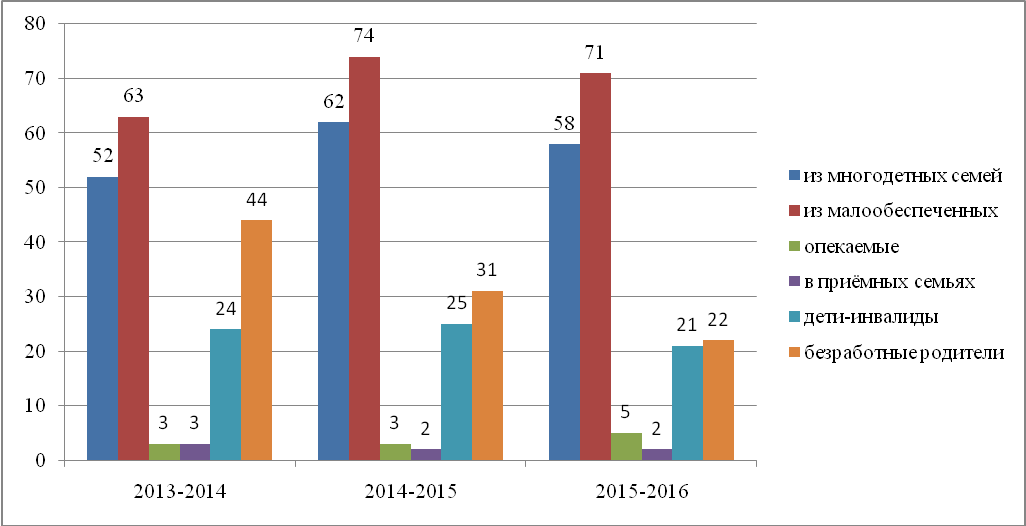 80
70
60
50
40
30
20
10
0
52 63 3 3 24 44
62 74 3 2 25 31
58 71 5 2 21 22
2013-2014 2014-2015 2015-2016
из многодетных семей
из малообеспеченных
опекаемые
в приёмных семьях
дети-инвалиды
безработные родители